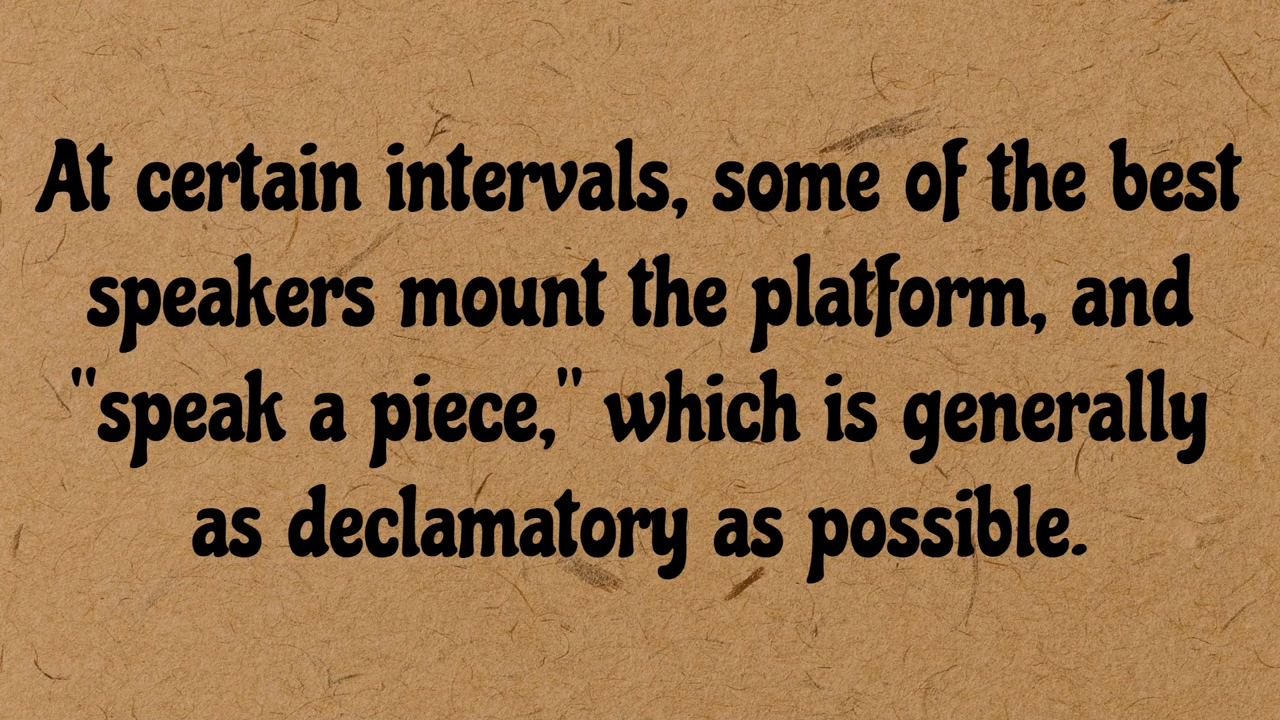 At certain intervals, some of the best
speakers mount the platform, and
"speak a piece," which is generally
as declamatory as possible.